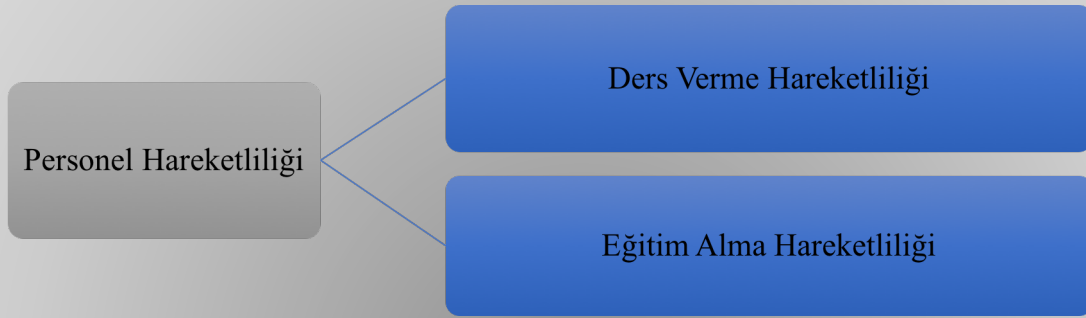 Personel Hareketliliği
Ders Verme Hareketliliği
Eğitim Alma Hareketliliği